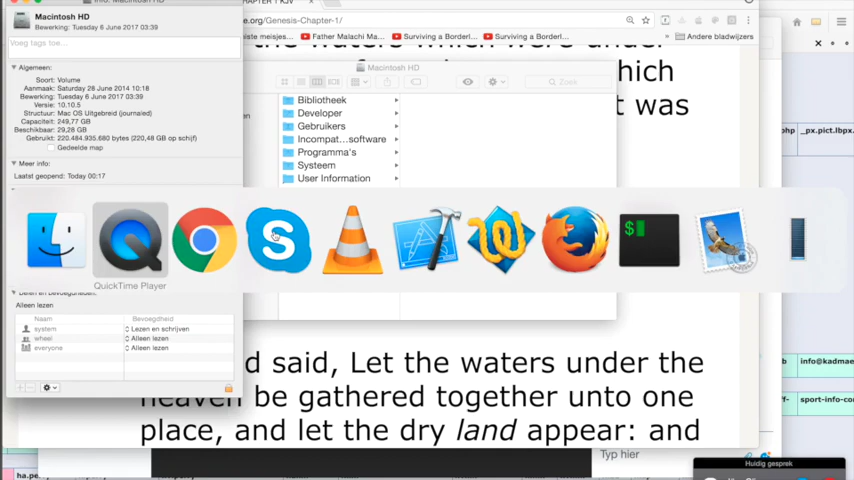 Info: Macintosh HD
Macintosh HD
Bewerking: Tuesday 6 June 2017 03:39
Voeg tags toe...
Algemeen:
Soort: Volume
Aanmaak: Saturday 28 June 2014 10:18
Bewerking: Tuesday 6 June 2017 03:39
Versie: 10.10.5
Structuur: Mac OS Uitgebreid (journaled)
Capaciteit: 249,77 GB
Beschikbaar: 29,28 GB
Gebruikt: 220.484.935.680 bytes (220,48 GB op schijf)
Gedeelde map
Meer info:
Laatst geopend: Today 00:17
Delen en bevoegdheden:
Alleen lezen
Naam Bevoegdheid
system Lezen en schrijven
wheel Alleen lezen
everyone Alleen lezen
CHAPTER 1 KJV
e.org/Genesis-Chapter-1/
iste meisjes
Father Malachi Ma
Surviving a Borderl
Surviving a Borderl
» Andere bladwijzers
the waters which were under
which
t was
Macintosh HD
Zoek
Bibliotheek
Developer
Gebruikers
Incompat...software
Programma's
Systeem
User Information
QuickTime Player
S
$
d said, Let the waters under the
heaven be gathered together unto one
place, and let the dry land appear: and
php
_px.pict.lbpx.
info@kadmae
sport-info-cor
Typ hier
Huidig gesprek
ha.pe